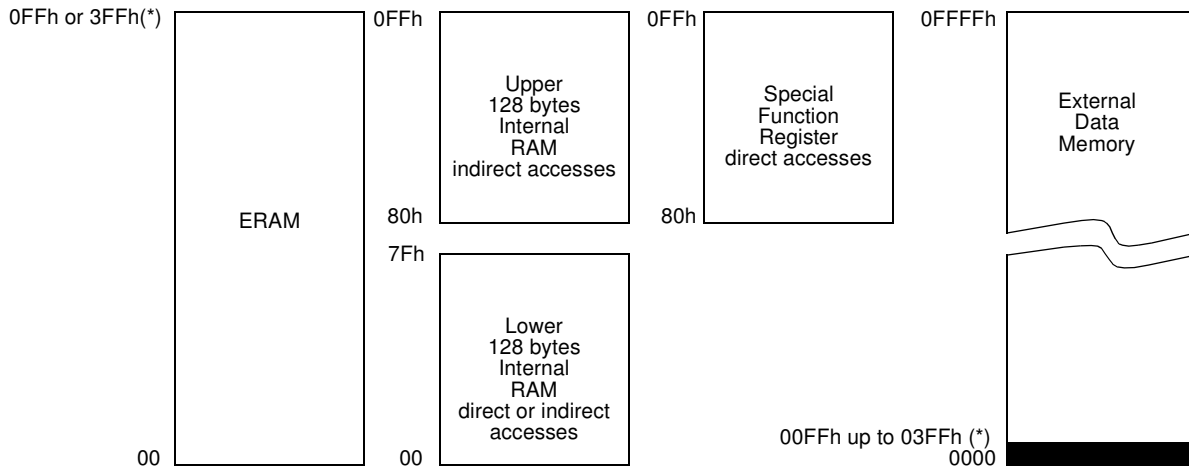 0FFh or 3FFh(*)
ERAM
00
0FFh
Upper
128 bytes
Internal
RAM
indirect accesses
80h
7Fh
Lower
128 bytes
Internal
RAM
direct or indirect
accesses
00
0FFh
Special
Function
Register
direct accesses
80h
0FFFFh
External
Data
Memory
00FFh up to 03FFh (*)
0000